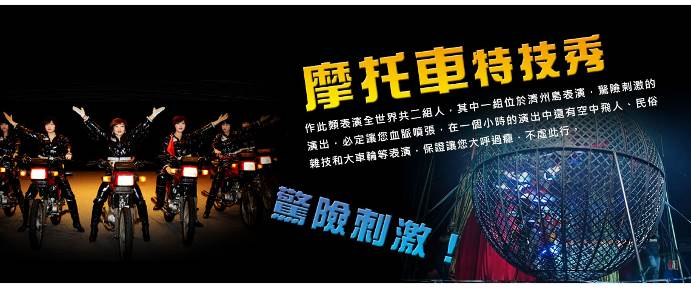 摩托車特技秀
作此類表演全世界共二組人，其中一組位於濟州島表演，驚險刺激的
演出，必定讓您血脈噴張，在一個小時的演出中還有空中飛人、民俗
雜技和大車輪等表演，保證讓您大呼過癮，不虛此行。
驚險刺激！